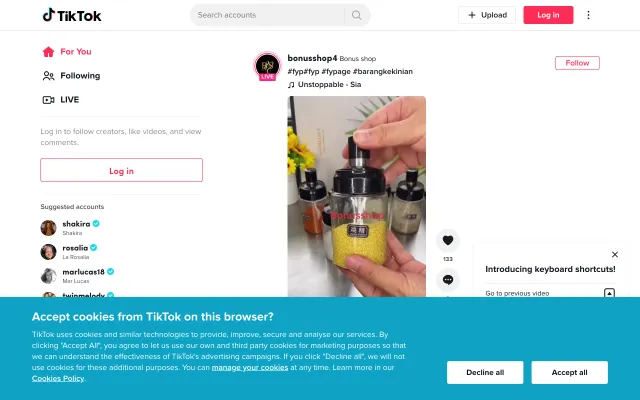 TikTok
Search accounts
Upload
Log in
For You
Following
LIVE
Log in to follow creators, like videos, and view
comments.
Log in
Suggested accounts
shakira
Shakira
rosalia
La Rosalia
marlucas18
Mar Lucas
twinmelody
LIVE
bonusshop4 Bonus shop
#fyp#fyp #fypage #barangkekinian
Unstoppable - Sia
Follow
Bonusshop
133
Introducing keyboard shortcuts!
Go to previous video
Accept cookies from TikTok on this browser?
TikTok uses cookies and similar technologies to provide, improve, secure and analyse our services. By
clicking "Accept All", you agree to let us use our own and third party cookies for marketing purposes so that
we can understand the effectiveness of TikTok's advertising campaigns. If you click "Decline all", we will not
use cookies for these additional purposes. You can manage your cookies at any time. Learn more in our
Cookies Policy.
Decline all
Accept all